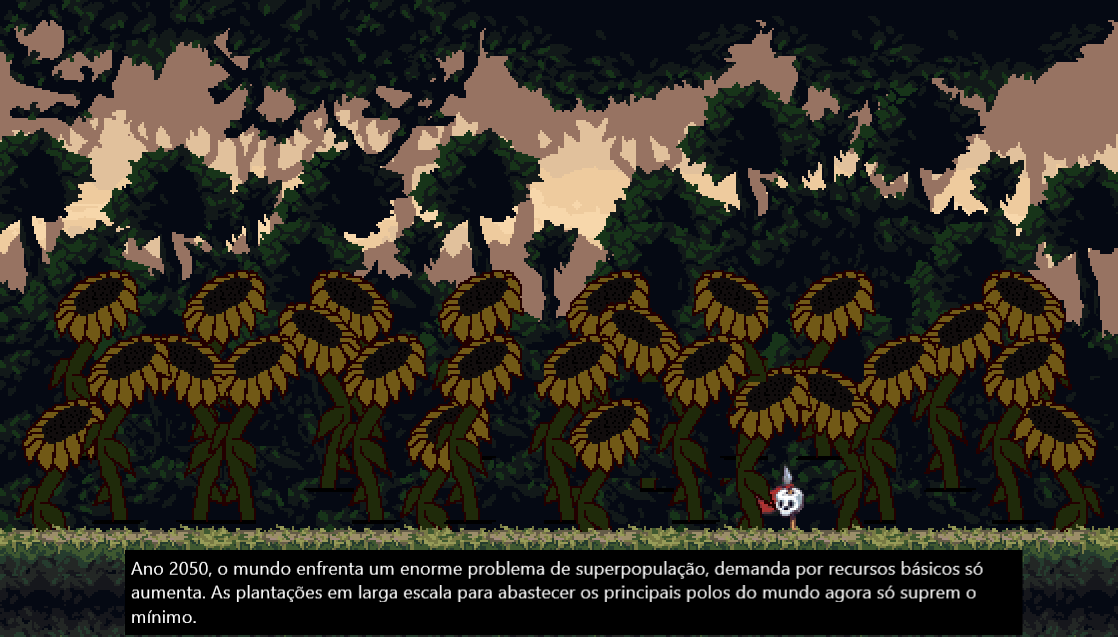 Ano 2050, o mundo enfrenta um enorme problema de superpopulação, demanda por recursos básicos só
aumenta. As plantações em larga escala para abastecer os principais polos do mundo agora só suprem o
mínimo.